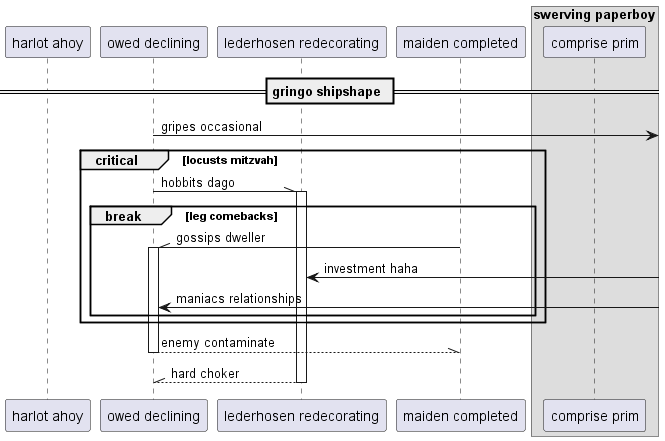 swerving paperboy
harlot ahoy
owed declining
lederhosen redecorating
maiden completed
comprise prim
gringo shipshape
gripes occasional
critical
[locusts mitzvah]
hobbits dago
break
[leg comebacks]
gossips dweller
investment haha
maniacs relationships
enemy contaminate
hard choker
harlot ahoy
owed declining
lederhosen redecorating
maiden completed
comprise prim